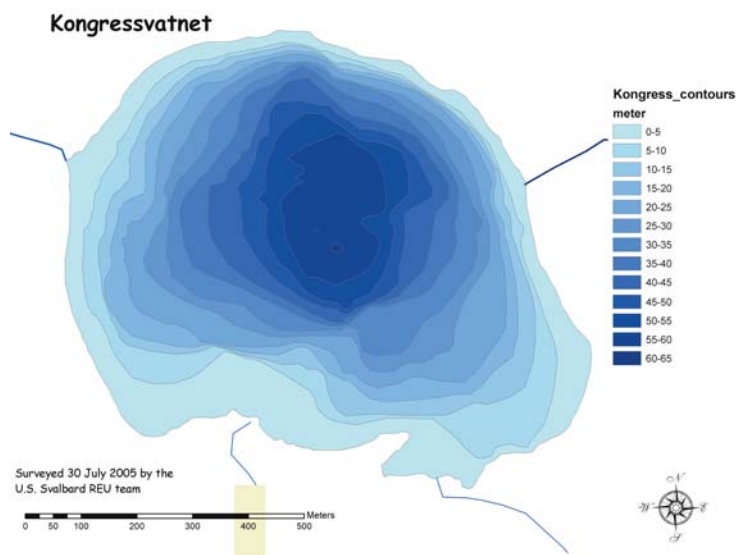 Kongressvatnet
Kongress_contours
meter
0-5
5-10
10-15
15-20
20-25
25-30
30-35
35-40
40-45
45-50
50-55
55-60
60-65
Surveyed 30 July 2005 by the
U.S. Svalbard REU team
Meters
0 50 100 200 300 400 500
N
W E
S